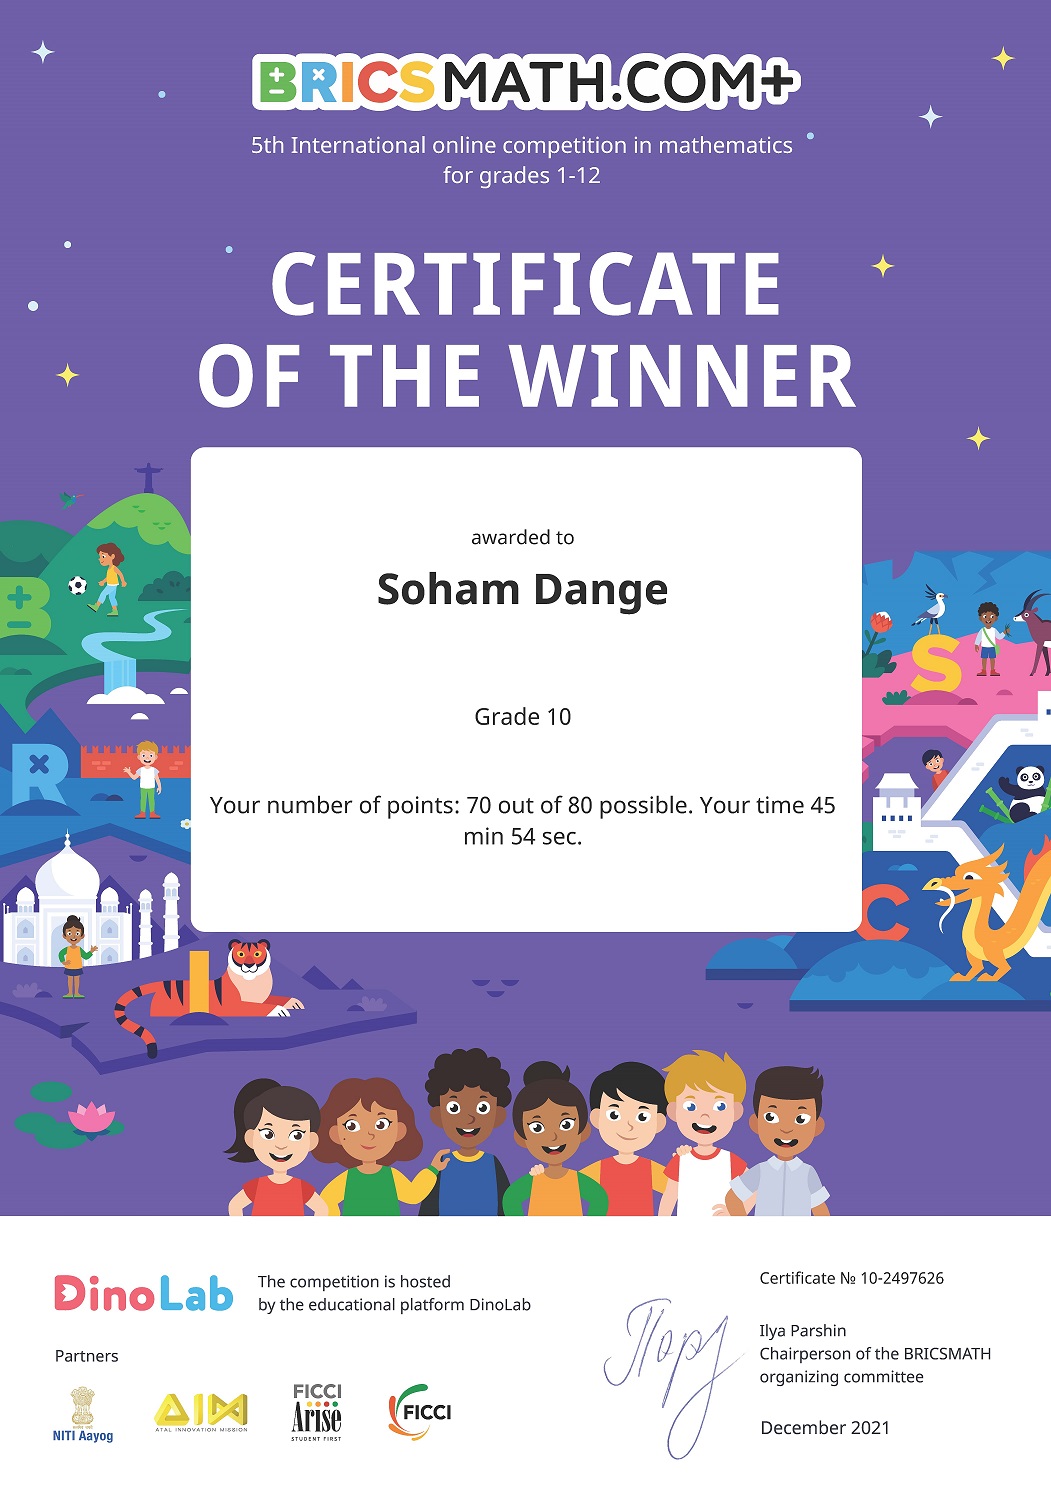 BRICSMATH.COM+
5th International online competition in mathematics
for grades 1-12
CERTIFICATE
OF THE WINNER
awarded to
Soham Dange
Grade 10
Your number of points: 70 out of 80 possible. Your time 45
min 54 sec.
B
R
I
C
S
DinoLab
The competition is hosted
by the educational platform DinoLab
Partners
NITI Aayog
AIM
ATAL INNOVATION MISSION
FICCI
Arise
STUDENT FIRST
FICCI
Certificate № 10-2497626
Ilya Parshin
Chairperson of the BRICSMATH
organizing committee
December 2021